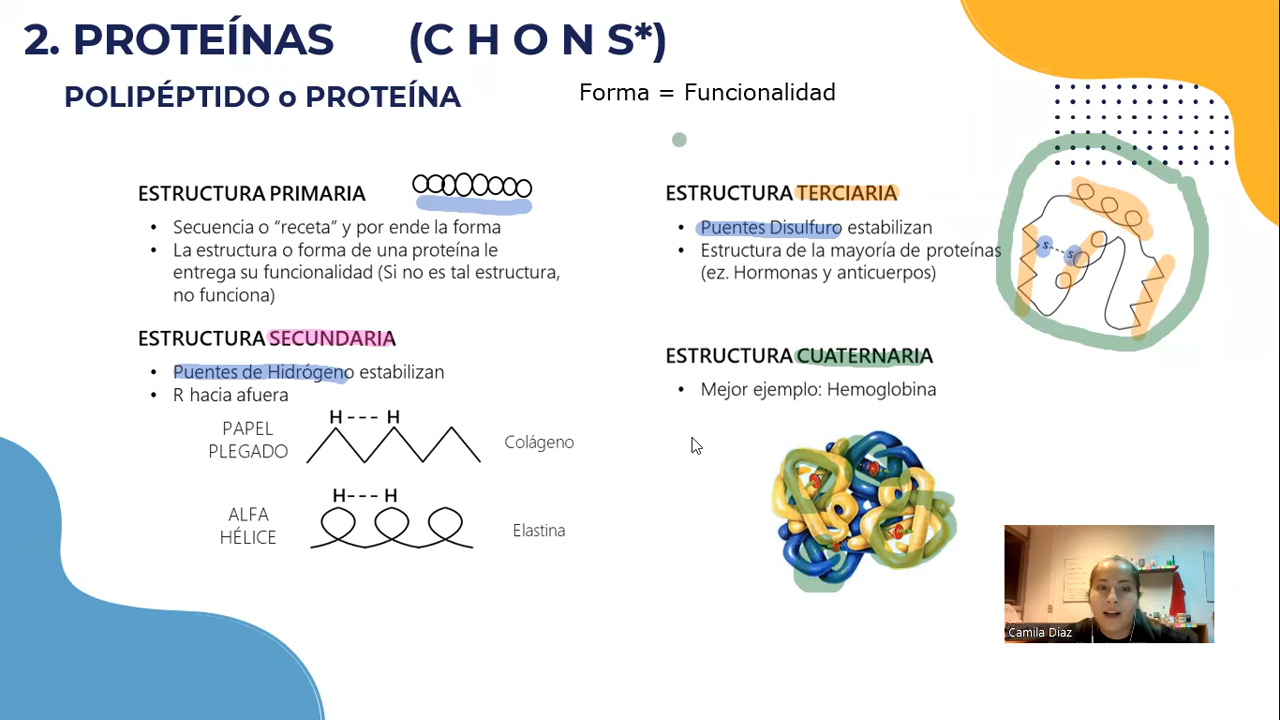 2. PROTEÍNAS (C H O N S*)
POLIPÉPTIDO o PROTEÍNA
Forma = Funcionalidad
ESTRUCTURA PRIMARIA
• Secuencia o “receta” y por ende la forma
• La estructura o forma de una proteína le
entrega su funcionalidad (Si no es tal estructura,
no funciona)
ESTRUCTURA SECUNDARIA
• Puentes de Hidrógeno estabilizan
• R hacia afuera
H --- H
PAPEL
PLEGADO
Colágeno
H --- H
ALFA
HÉLICE
Elastina
ESTRUCTURA TERCIARIA
• Puentes Disulfuro estabilizan
• Estructura de la mayoría de proteínas
(ez. Hormonas y anticuerpos)
S---S
ESTRUCTURA CUATERNARIA
• Mejor ejemplo: Hemoglobina
Camila Diaz